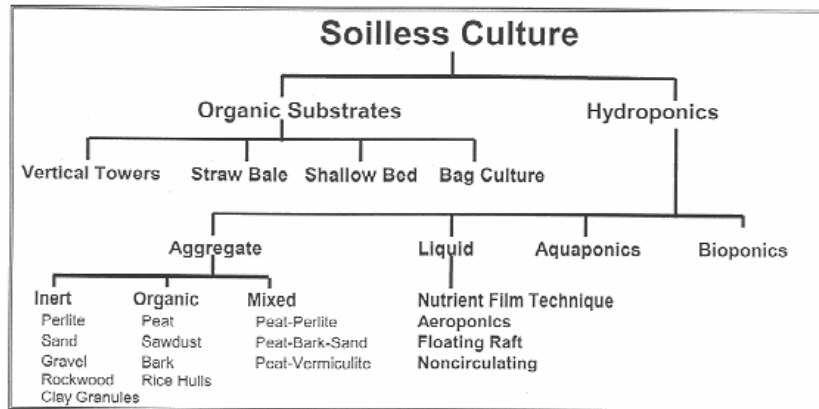 Soilless Culture
Organic Substrates Hydroponics
Vertical Towers Straw Bale Shallow Bed Bag Culture
Aggregate Liquid Aquaponics Bioponics
Inert Organic Mixed Nutrient Film Technique
Perlite Peat Peat-Perlite Aeroponics
Sand Sawdust Peat-Bark-Sand Floating Raft
Gravel Bark Peat-Vermiculite Noncirculating
Rockwood Rice Hulls
Clay Granules